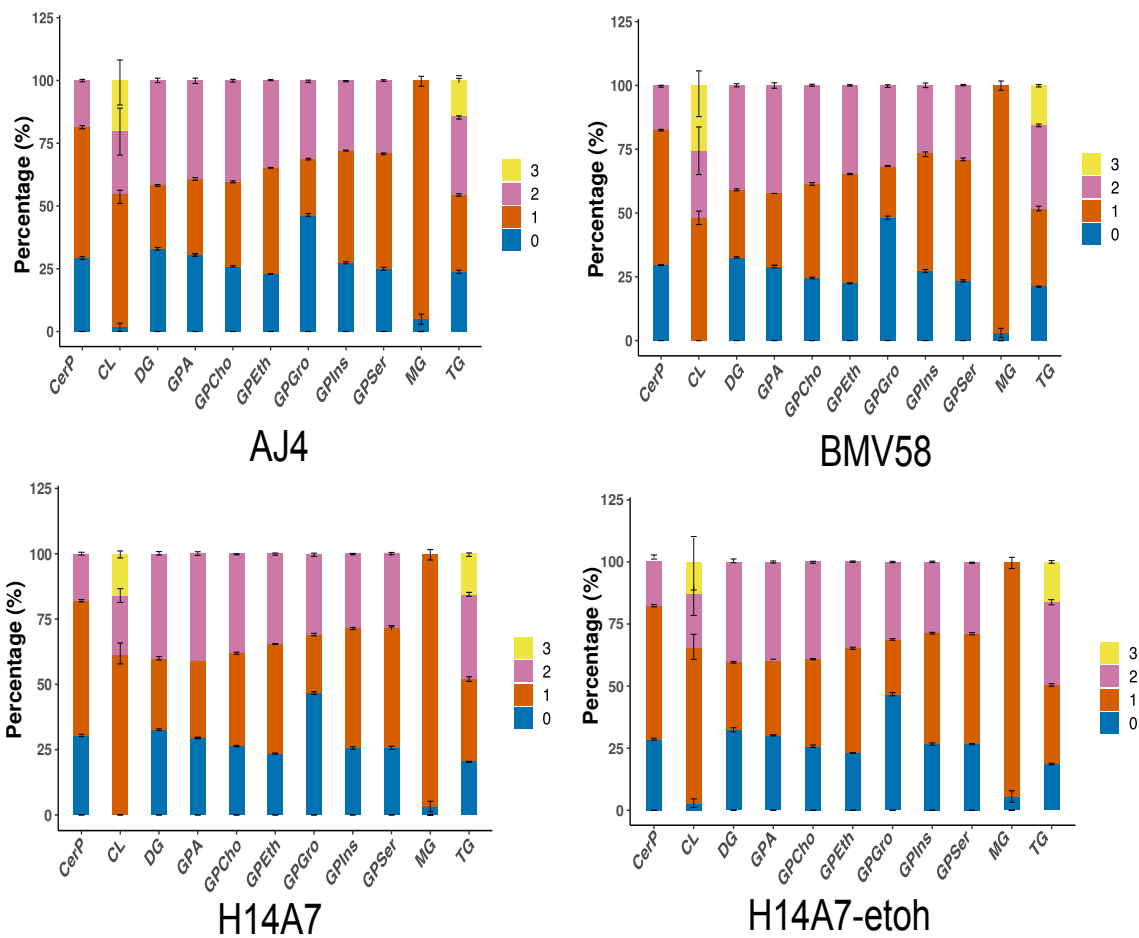 125
100
75
50
25
0
Percentage (%)
CerP
CL
DG
GPA
GPCho
GPEth
GPGro
GPIns
GPSer
MG
TG
3
2
1
0
AJ4
125
100
75
50
25
0
Percentage (%)
CerP
CL
DG
GPA
GPCho
GPEth
GPGro
GPIns
GPSer
MG
TG
3
2
1
0
BMV58
125
100
75
50
25
0
Percentage (%)
CerP
CL
DG
GPA
GPCho
GPEth
GPGro
GPIns
GPSer
MG
TG
3
2
1
0
H14A7
125
100
75
50
25
0
Percentage (%)
CerP
CL
DG
GPA
GPCho
GPEth
GPGro
GPIns
GPSer
MG
TG
3
2
1
0
H14A7-etoh